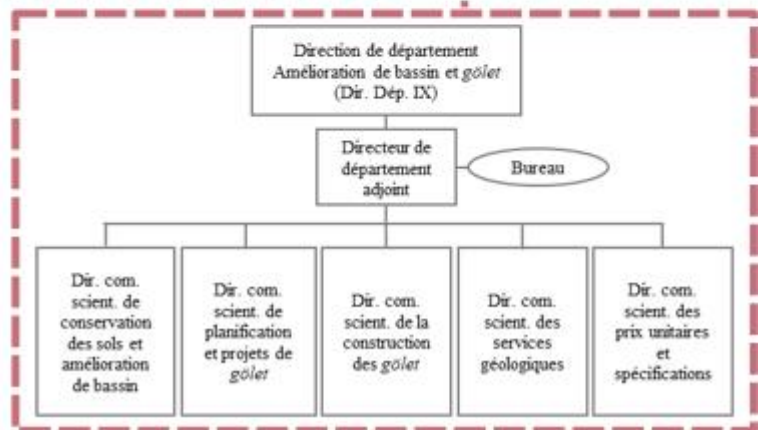 Direction de département
Amélioration de bassin et gölet
(Dir. Dép. IX)
Directeur de
département
adjoint
Bureau
Dir. com.
scient. de
conservation
des sols et
amélioration
de bassin
Dir. com.
scient. de
planification
et projets de
gölet
Dir. com.
scient. de la
construction
des gölet
Dir. com.
scient. des
services
géologiques
Dir. com.
scient. des
prix unitaires
et
spécifications